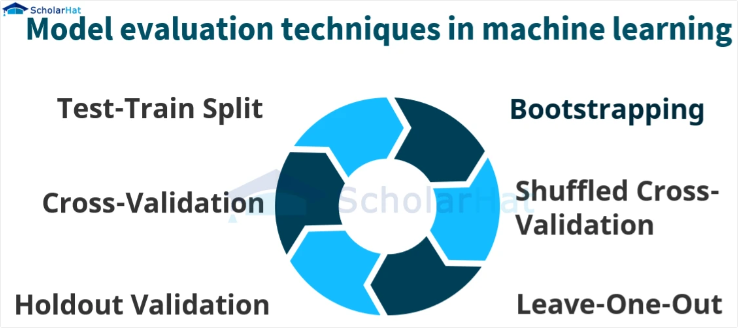 ScholarHat
Model evaluation techniques in machine learning
Test-Train Split
Bootstrapping
Cross-Validation
ScholarHat
Shuffled Cross-
Validation
Holdout Validation
Leave-One-Out